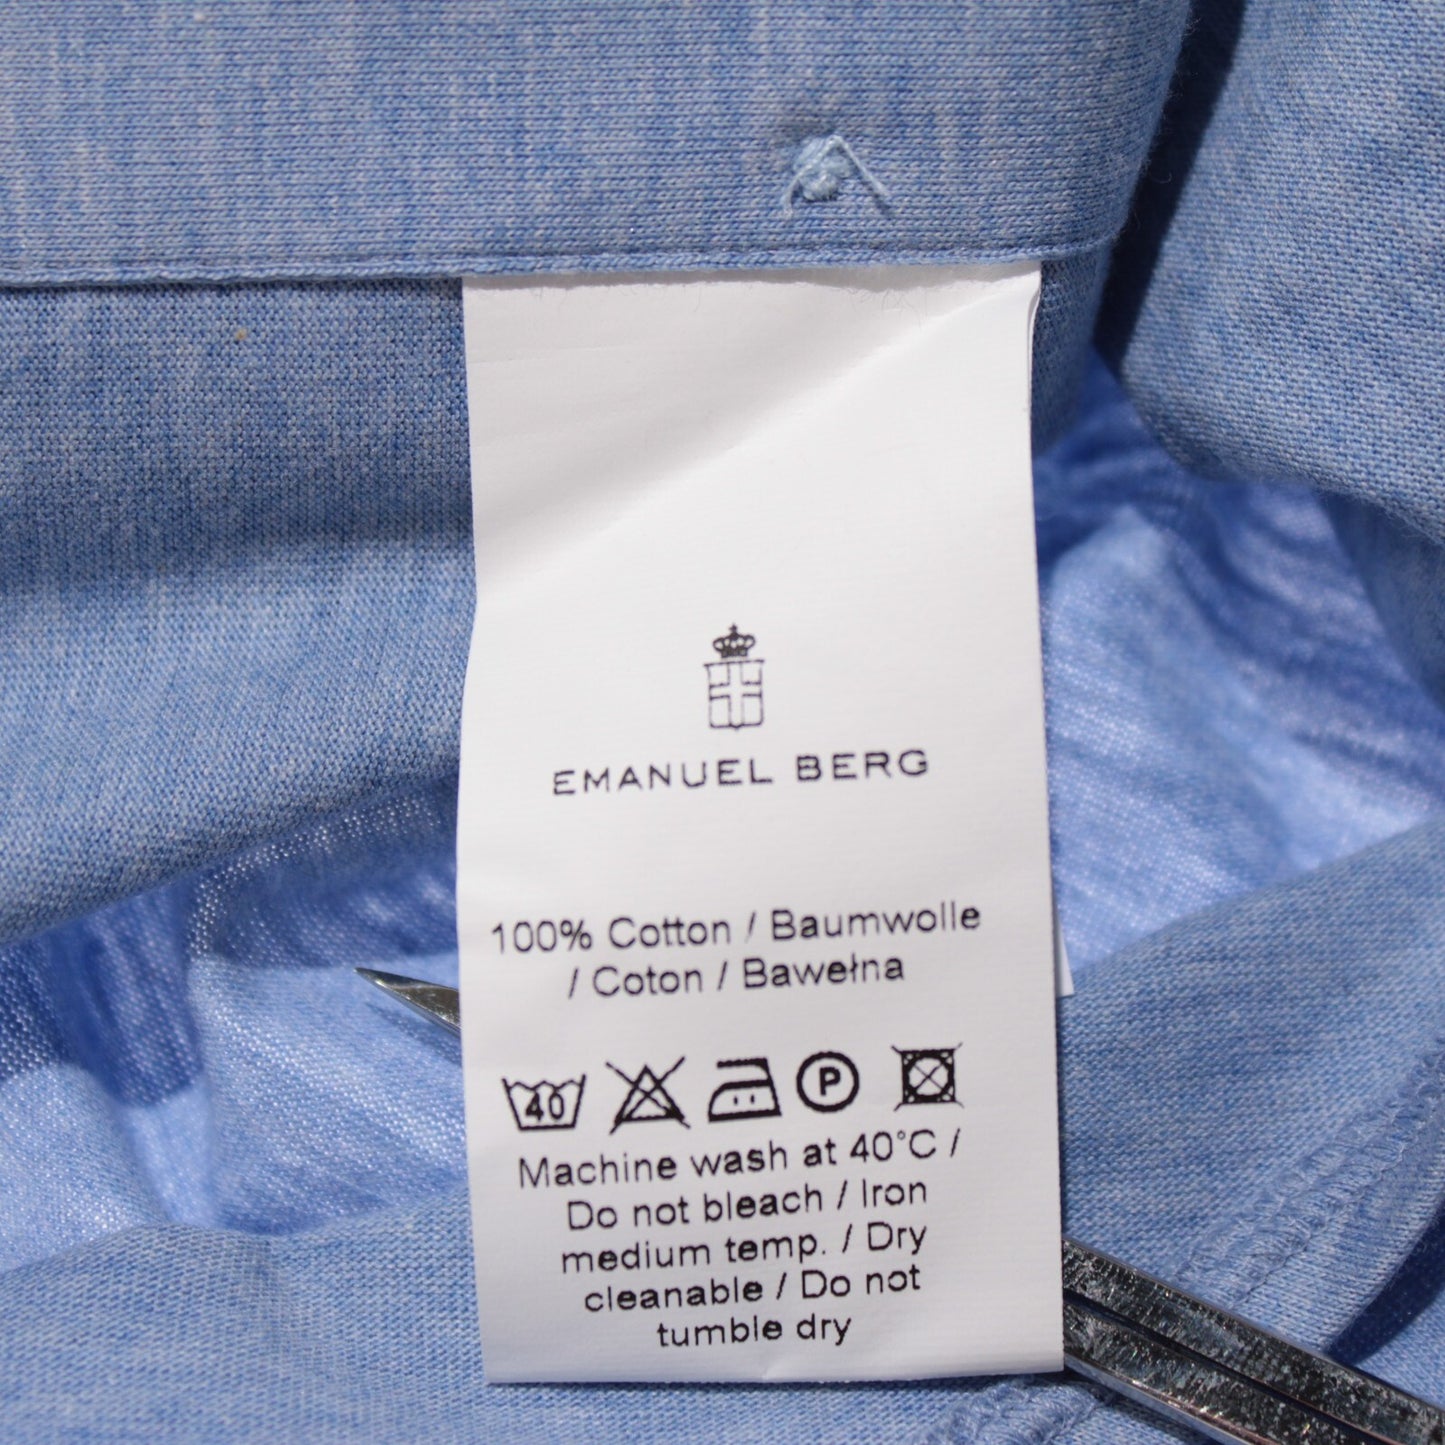 EMANUEL BERG
100% Cotton / Baumwolle
/ Coton / Bawełna
40 P
Machine wash at 40°C /
Do not bleach / Iron
medium temp. / Dry
cleanable / Do not
tumble dry